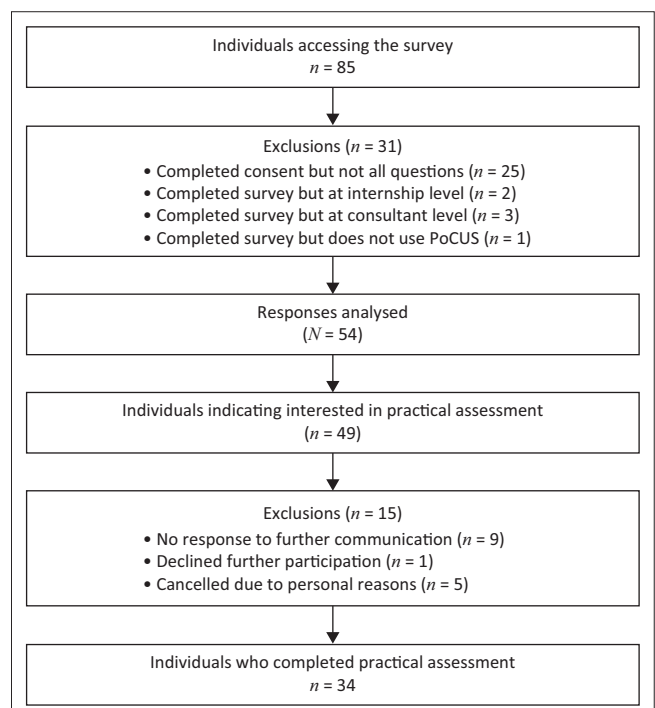 Individuals accessing the survey
n = 85
Exclusions (n = 31)
• Completed consent but not all questions (n = 25)
• Completed survey but at internship level (n = 2)
• Completed survey but at consultant level (n = 3)
• Completed survey but does not use PoCUS (n = 1)
Responses analysed
(N = 54)
Individuals indicating interested in practical assessment
(n = 49)
Exclusions (n = 15)
• No response to further communication (n = 9)
• Declined further participation (n = 1)
• Cancelled due to personal reasons (n = 5)
Individuals who completed practical assessment
n = 34